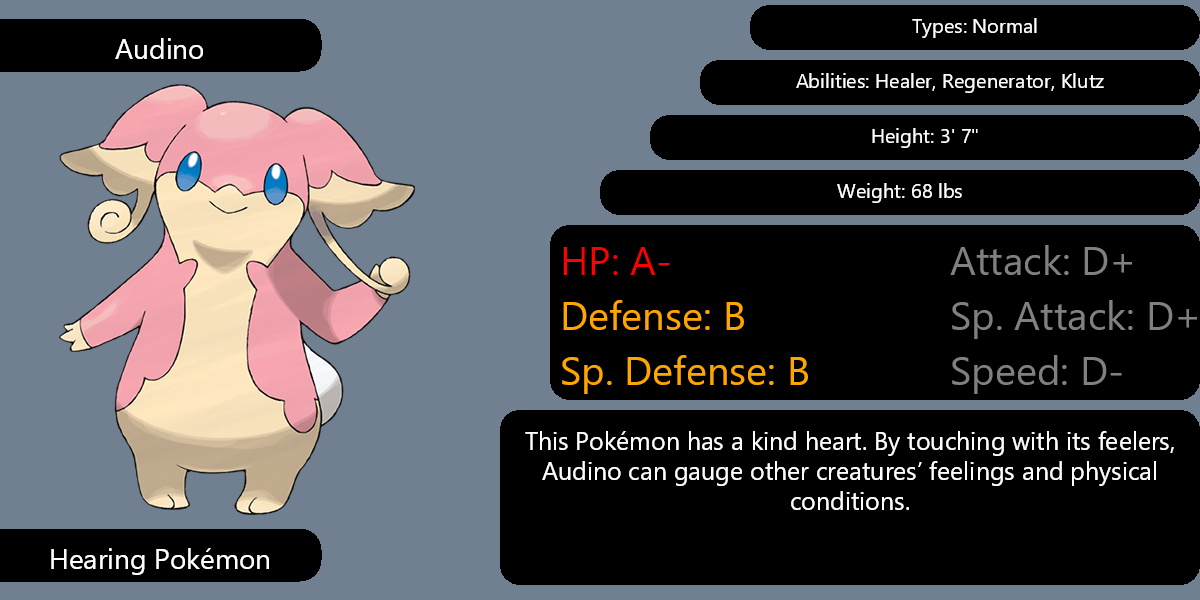 Audino
Types: Normal
Abilities: Healer, Regenerator, Klutz
Height: 3' 7"
Weight: 68 lbs
HP: A-
Attack: D+
Defense: B
Sp. Attack: D+
Sp. Defense: B
Speed: D-
This Pokémon has a kind heart. By touching with its feelers,
Audino can gauge other creatures’ feelings and physical
conditions.
Hearing Pokémon